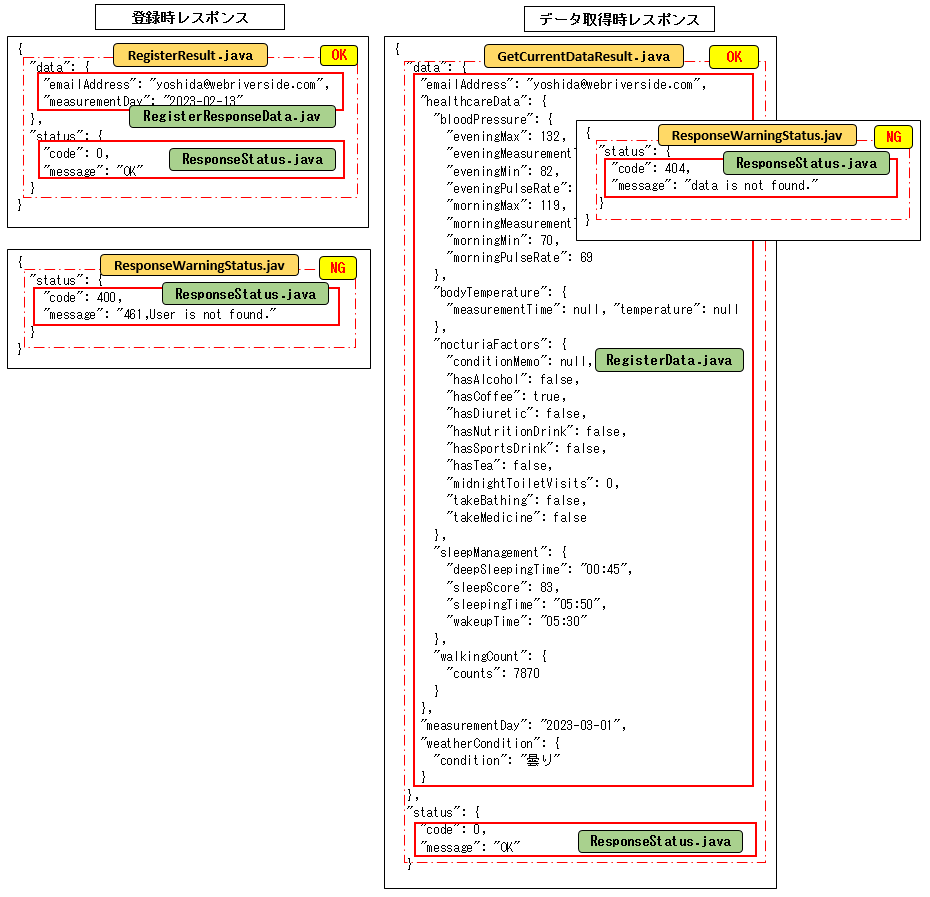 登録時レスポンス
{
RegisterResult.java
OK
"data": {
"emailAddress": "yoshida@webriverside.com",
"measurementDay": "2023-02-13"
RegisterResponseData.jav
},
"status": {
"code": 0,
ResponseStatus.java
"message": "OK"
}
}
{
ResponseWarningStatus.jav
NG
"status": {
"code": 400,
ResponseStatus.java
"message": "461,User is not found."
}
}
データ取得時レスポンス
{
GetCurrentDataResult.java
OK
"data": {
"emailAddress": "yoshida@webriverside.com",
"healthcareData": {
"bloodPressure": {
"eveningMax": 132,
"eveningMeasurement
"eveningMin": 82,
"eveningPulseRate":
"morningMax": 119,
"morningMeasurement
"morningMin": 70,
"morningPulseRate": 69
},
"bodyTemperature": {
"measurementTime": null, "temperature": null
},
"nocturiaFactors": {
"conditionMemo": null,
RegisterData.java
"hasAlcohol": false,
"hasCoffee": true,
"hasDiuretic": false,
"hasNutritionDrink": false,
"hasSportsDrink": false,
"hasTea": false,
"midnightToiletVisits": 0,
"takeBathing": false,
"takeMedicine": false
},
"sleepManagement": {
"deepSleepingTime": "00:45",
"sleepScore": 83,
"sleepingTime": "05:50",
"wakeupTime": "05:30"
},
"walkingCount": {
"counts": 7870
}
},
"measurementDay": "2023-03-01",
"weatherCondition": {
"condition": "曇り"
}
},
"status": {
"code": 0,
ResponseStatus.java
"message": "OK"
}
{
ResponseWarningStatus.jav
NG
"status": {
ResponseStatus.java
"code": 404,
"message": "data is not found."
}
}